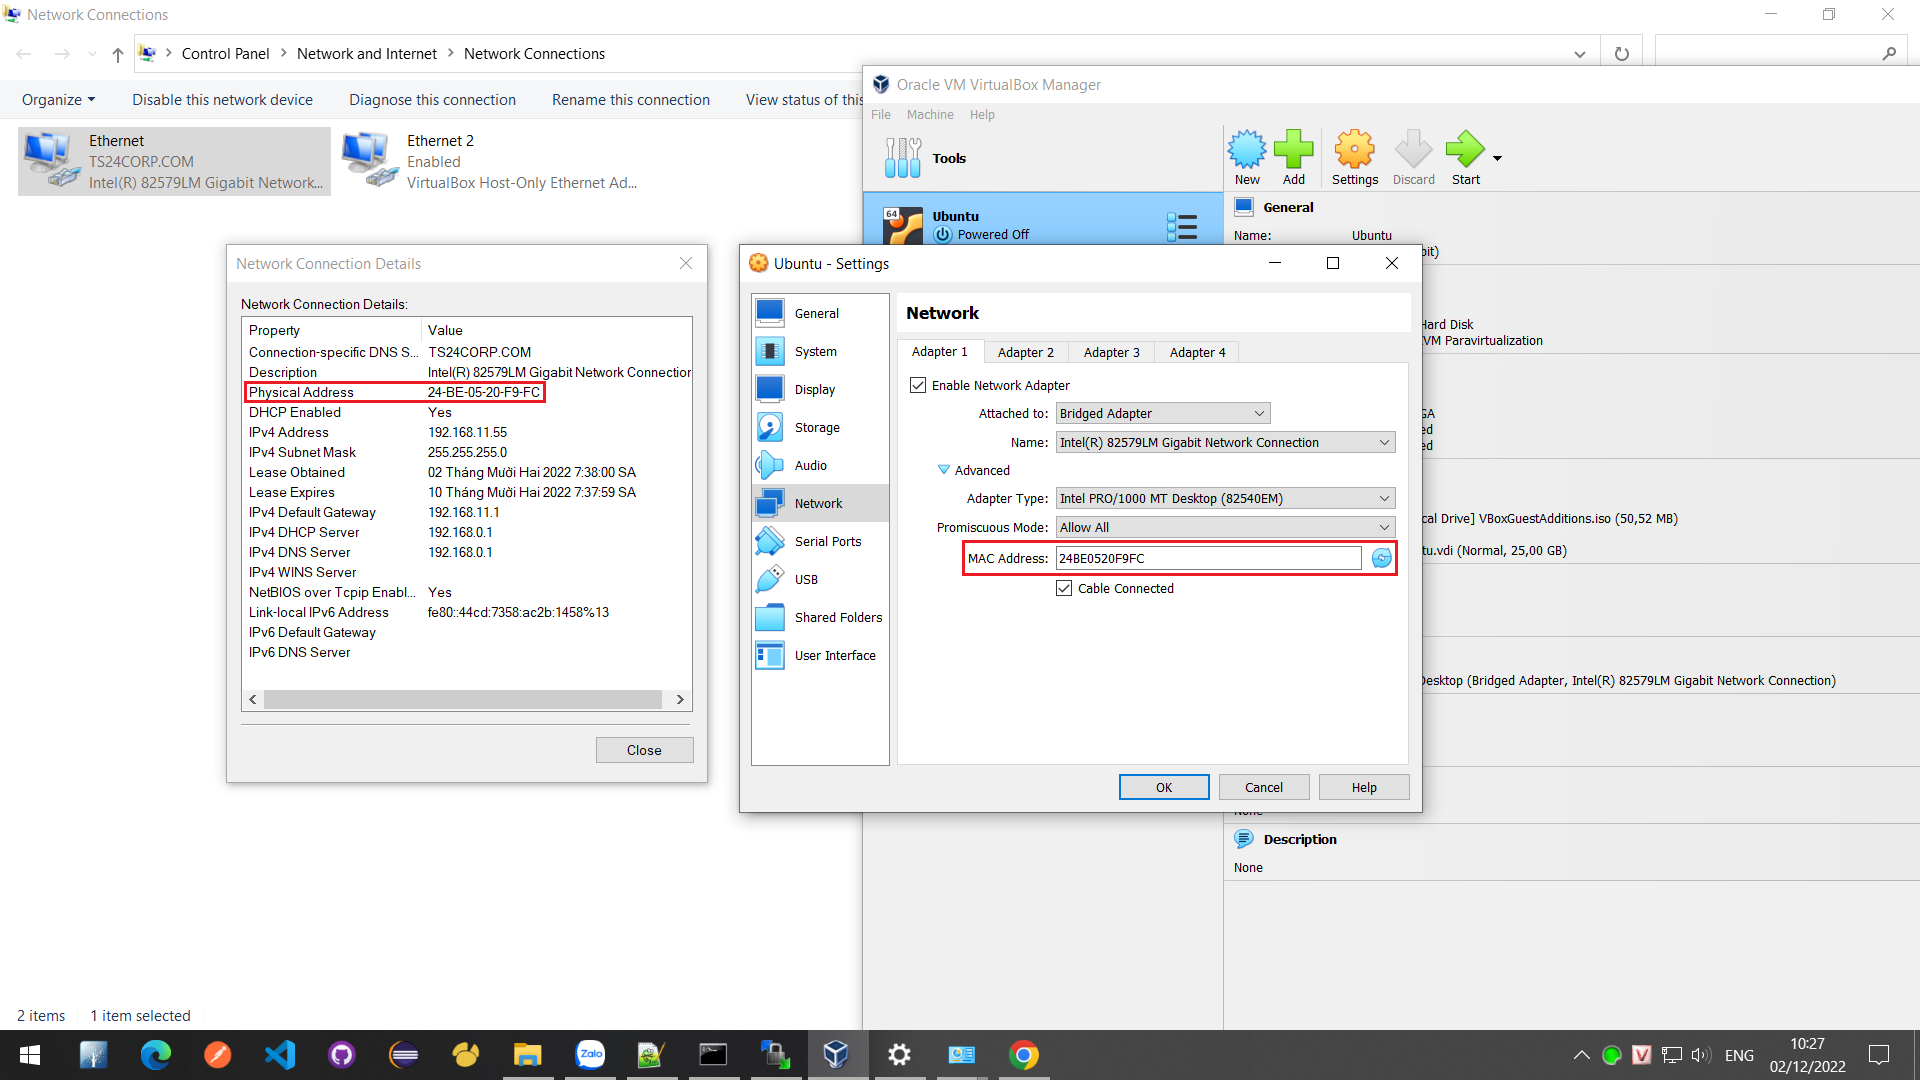 Network Connections
Control Panel
Network and Internet
Network Connections
Organize
Disable this network device
Diagnose this connection
Rename this connection
View status of this
Ethernet
TS24CORP.COM
Intel(R) 82579LM Gigabit Network...
Ethernet 2
Enabled
VirtualBox Host-Only Ethernet Ad...
Oracle VM VirtualBox Manager
File
Machine
Help
Tools
New
Add
Settings
Discard
Start
64
Ubuntu
Powered Off
General
Name:
Ubuntu
bit)
Hard Disk
KVM Paravirtualization
GA
ed
ed
cal Drive] VBoxGuestAdditions.iso (50,52 MB)
tu.vdi (Normal, 25,00 GB)
Desktop (Bridged Adapter, Intel(R) 82579LM Gigabit Network Connection)
None
Description
None
Network Connection Details
Network Connection Details:
Property Value
Connection-specific DNS S... TS24CORP.COM
Description Intel(R) 82579LM Gigabit Network Connection
Physical Address 24-BE-05-20-F9-FC
DHCP Enabled Yes
IPv4 Address 192.168.11.55
IPv4 Subnet Mask 255.255.255.0
Lease Obtained 02 Tháng Mười Hai 2022 7:38:00 SA
Lease Expires 10 Tháng Mười Hai 2022 7:37:59 SA
IPv4 Default Gateway 192.168.11.1
IPv4 DHCP Server 192.168.0.1
IPv4 DNS Server 192.168.0.1
IPv4 WINS Server
NetBIOS over Tcpip Enabl... Yes
Link-local IPv6 Address fe80::44cd:7358:ac2b:1458%13
IPv6 Default Gateway
IPv6 DNS Server
Close
Ubuntu - Settings
General
System
Display
Storage
Audio
Network
Serial Ports
USB
Shared Folders
User Interface
Network
Adapter 1
Adapter 2
Adapter 3
Adapter 4
Enable Network Adapter
Attached to: Bridged Adapter
Name: Intel(R) 82579LM Gigabit Network Connection
Advanced
Adapter Type: Intel PRO/1000 MT Desktop (82540EM)
Promiscuous Mode: Allow All
MAC Address: 24BE0520F9FC
Cable Connected
OK
Cancel
Help
2 items
1 item selected
Zalo
V
ENG
10:27
02/12/2022